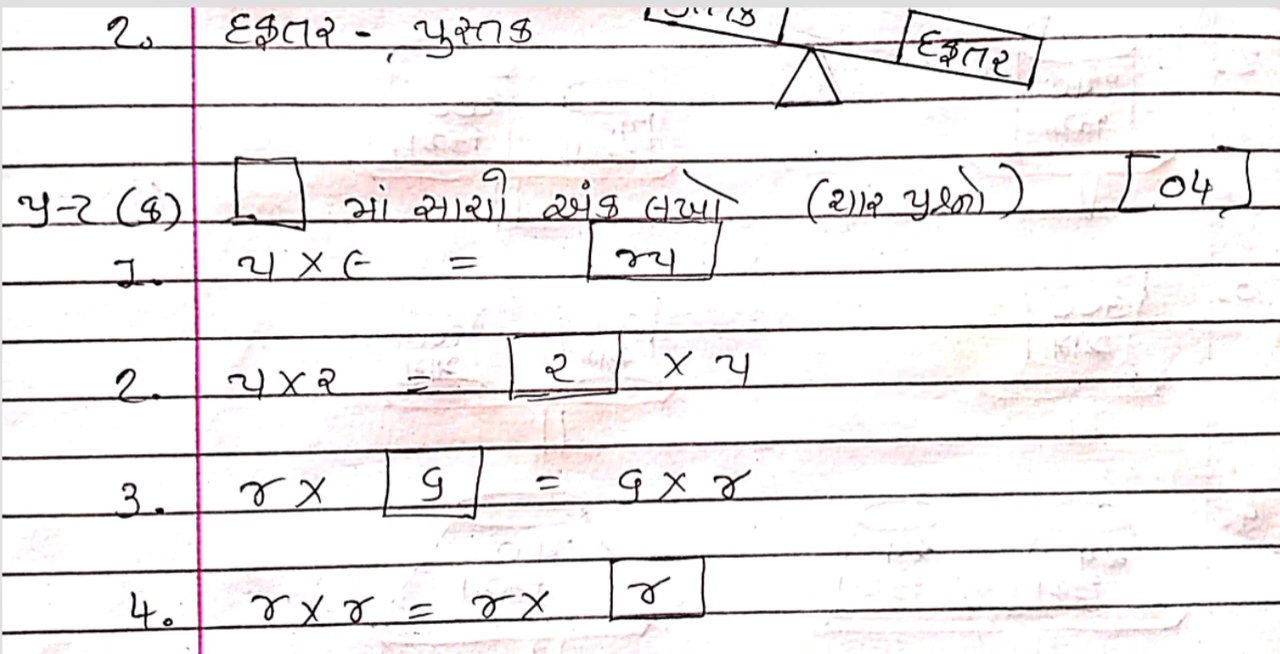 2. દફતર - પુસ્તક
દફતર
પ્ર-૨ (ક) માં સાચી અંક લખો (ચાર પ્રશ્નો) 04
1. ૫ × ૯ = ૪૫
2. ૫ × ૨ = ૨ × ૫
3. ૪ × ૬ = ૬ × ૪
4. ૪ × ૪ = ૪ × ૪